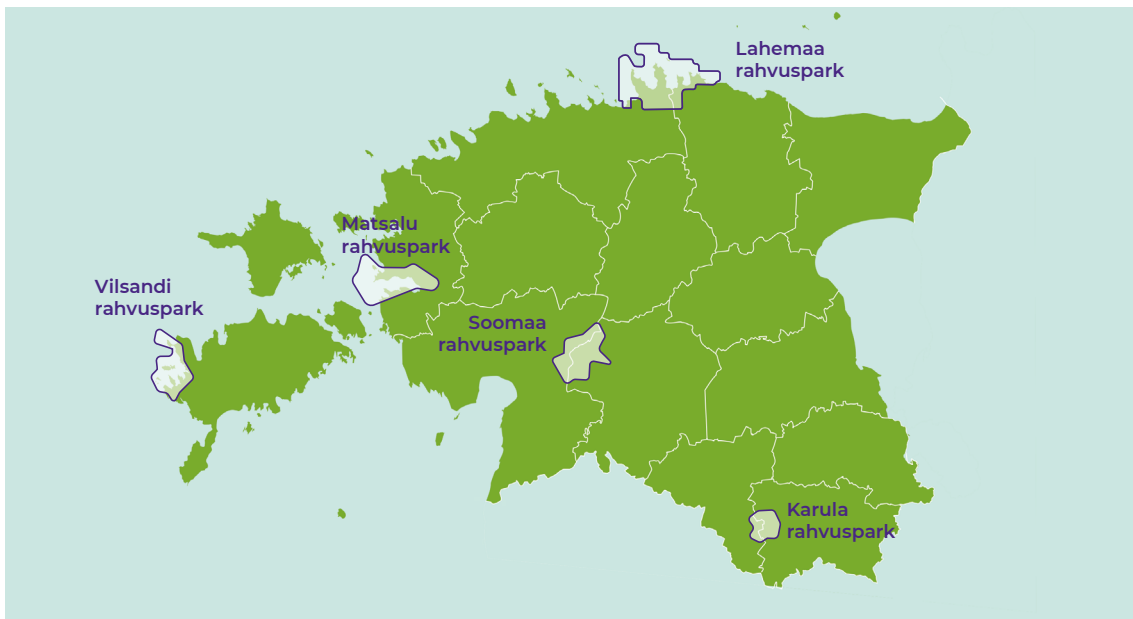 Lahemaa
rahvuspark
Matsalu
rahvuspark
Vilsandi
rahvuspark
Soomaa
rahvuspark
Karula
rahvuspark